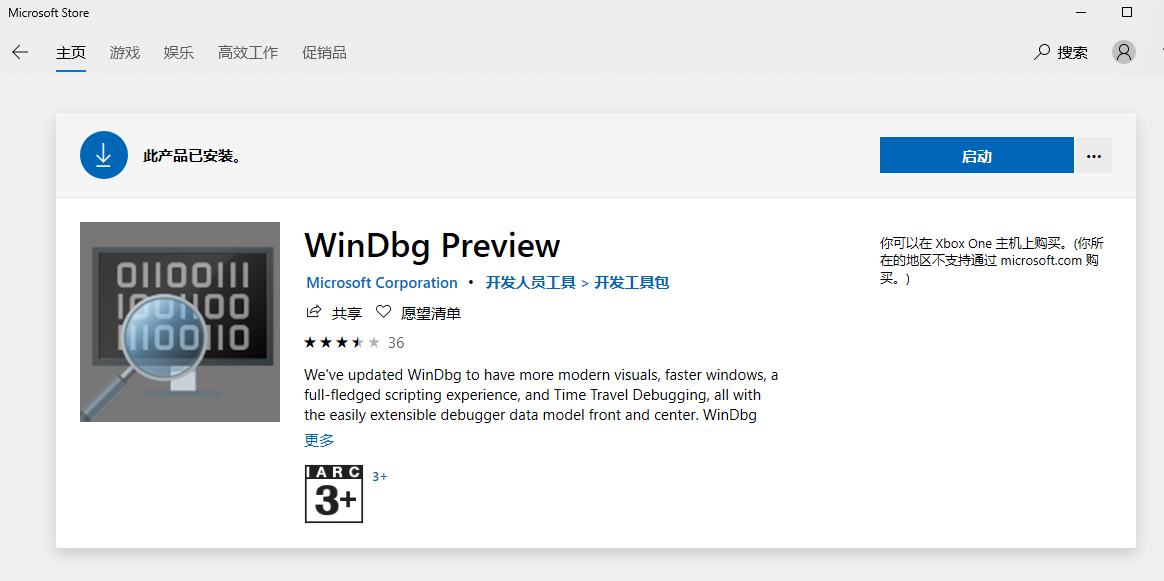 Microsoft Store
主页 游戏 娱乐 高效工作 促销品 搜索
此产品已安装。
启动
WinDbg Preview
Microsoft Corporation • 开发人员工具 > 开发工具包
共享 愿望清单
36
We've updated WinDbg to have more modern visuals, faster windows, a
full-fledged scripting experience, and Time Travel Debugging, all with
the easily extensible debugger data model front and center. WinDbg
更多
IARC
3+
3+
你可以在 Xbox One 主机上购买。(你所
在的地区不支持通过 microsoft.com 购
买。)
01100111
1001100
1100110